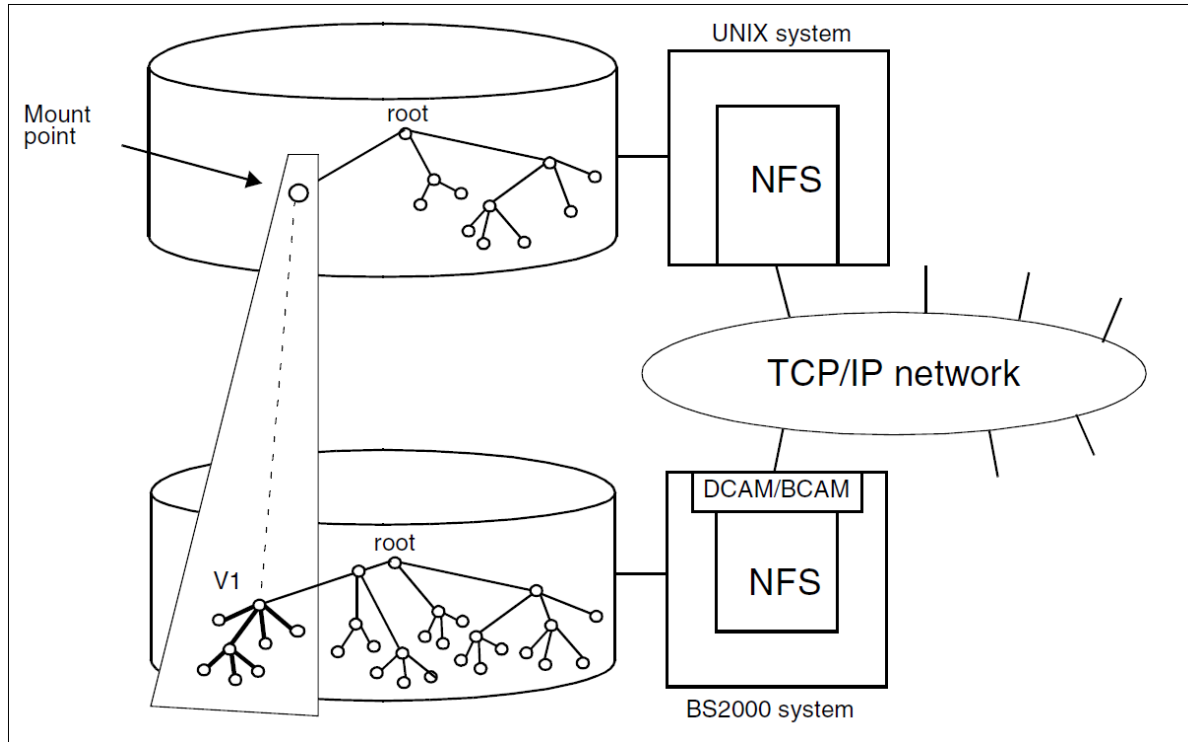 UNIX system
Mount
point
root
NFS
TCP/IP network
DCAM/BCAM
root
V1
NFS
BS2000 system